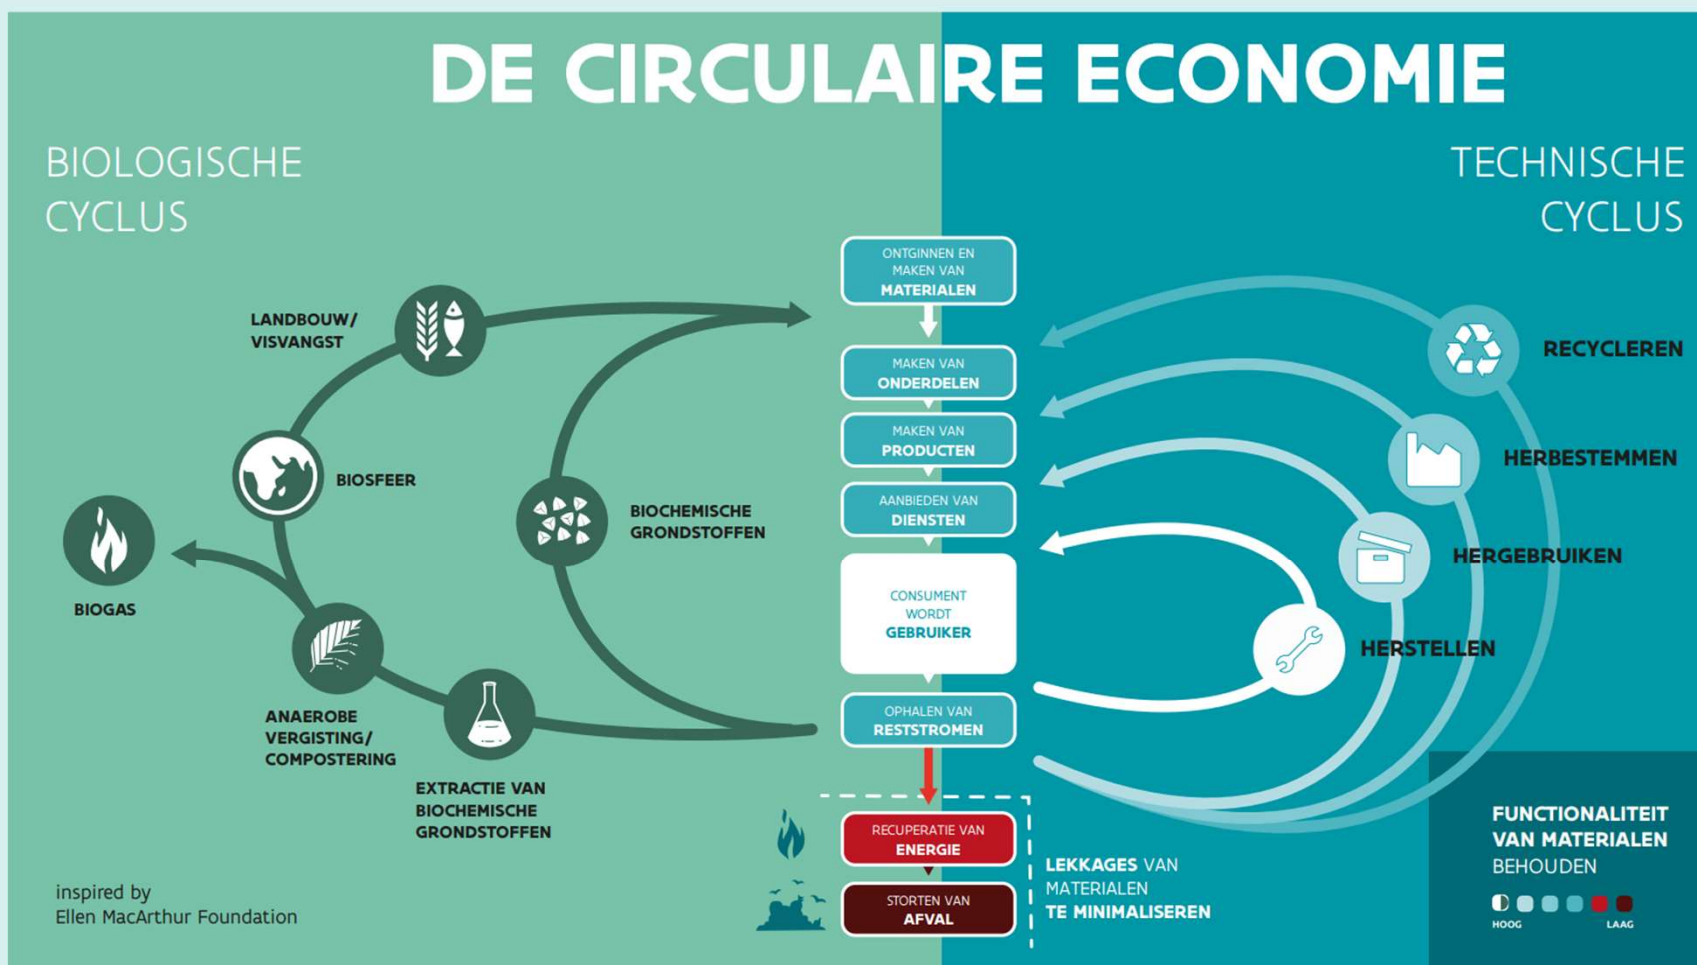 DE CIRCULAIRE ECONOMIE
BIOLOGISCHE
CYCLUS
TECHNISCHE
CYCLUS
ONTGINNEN EN
MAKEN VAN
MATERIALEN
MAKEN VAN
ONDERDELEN
MAKEN VAN
PRODUCTEN
AANBIEDEN VAN
DIENSTEN
CONSUMENT
WORDT
GEBRUIKER
OPHALEN VAN
RESTSTROMEN
RECUPERATIE VAN
ENERGIE
STORTEN VAN
AFVAL
LANDBOUW/
VISVANGST
BIOSFEER
BIOGAS
BIOCHEMISCHE
GRONDSTOFFEN
ANAEROBE
VERGISTING/
COMPOSTERING
EXTRACTIE VAN
BIOCHEMISCHE
GRONDSTOFFEN
RECYCLEREN
HERBESTEMMEN
HERGEBRUIKEN
HERSTELLEN
LEKKAGES VAN
MATERIALEN
TE MINIMALISEREN
FUNCTIONALITEIT
VAN MATERIALEN
BEHOUDEN
HOOG LAAG
inspired by
Ellen MacArthur Foundation